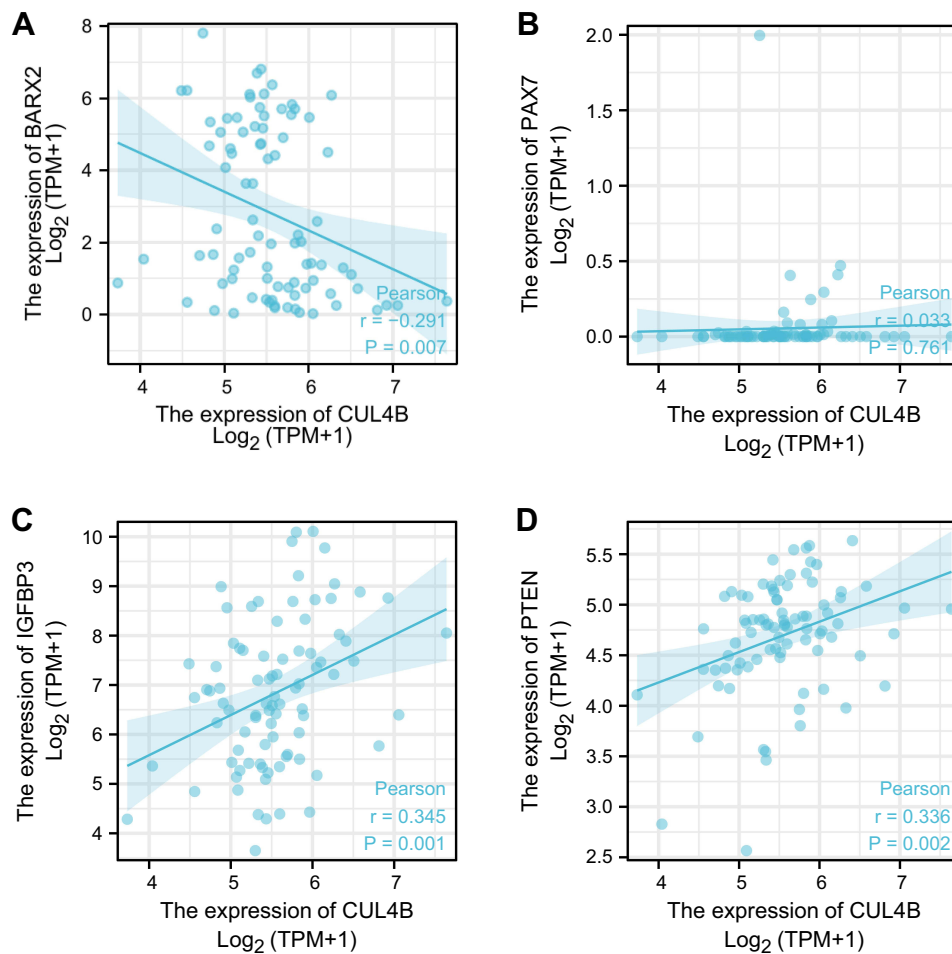 A
The expression of BARX2
Log2 (TPM+1)
8
6
4
2
0
Pearson
r = −0.291
P = 0.007
4 5 6 7
The expression of CUL4B
Log2 (TPM+1)
B
The expression of PAX7
Log2 (TPM+1)
2.0
1.5
1.0
0.5
0.0
Pearson
r = 0.033
P = 0.761
4 5 6 7
The expression of CUL4B
Log2 (TPM+1)
C
The expression of IGFBP3
Log2 (TPM+1)
10
9
8
7
6
5
4
Pearson
r = 0.345
P = 0.001
4 5 6 7
The expression of CUL4B
Log2 (TPM+1)
D
The expression of PTEN
Log2 (TPM+1)
5.5
5.0
4.5
4.0
3.5
3.0
2.5
Pearson
r = 0.336
P = 0.002
4 5 6 7
The expression of CUL4B
Log2 (TPM+1)